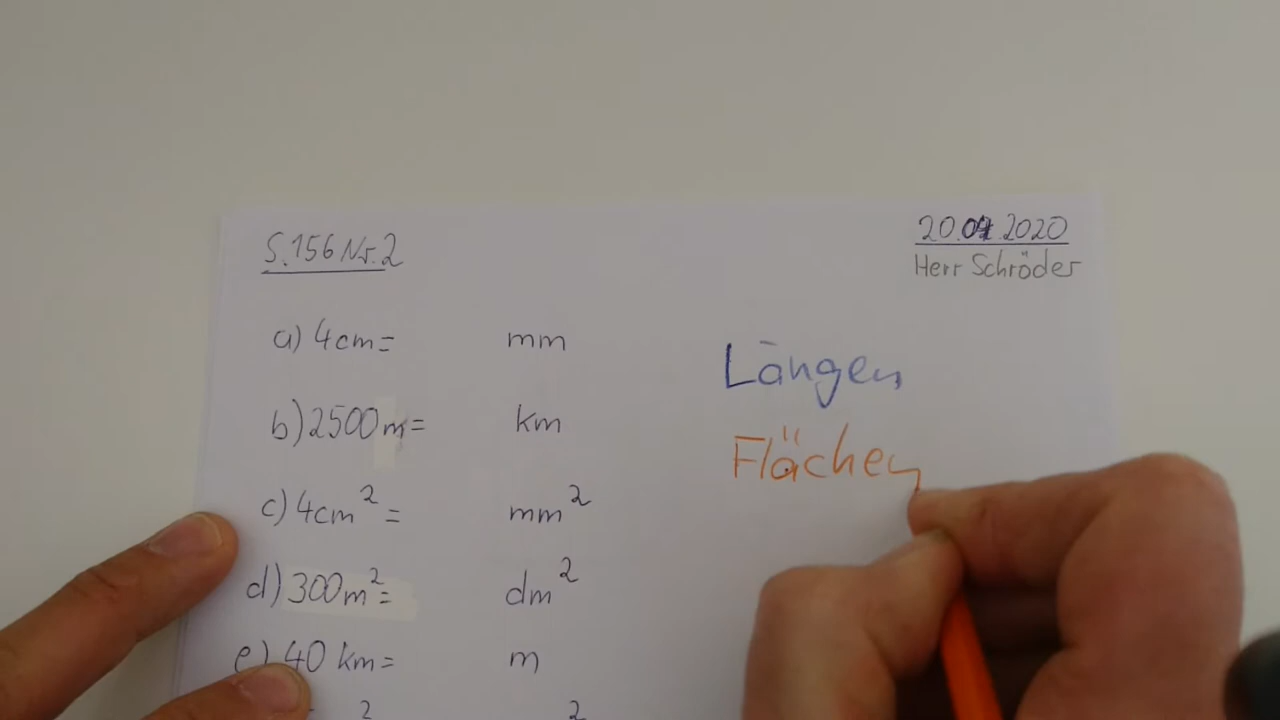 S.156 Nr.2
20.04.2020
Herr Schröder
a) 4cm= mm
b) 2500m= km
c) 4cm²= mm²
d) 300m²= dm²
e) 40 km= m
Längen
Flächen